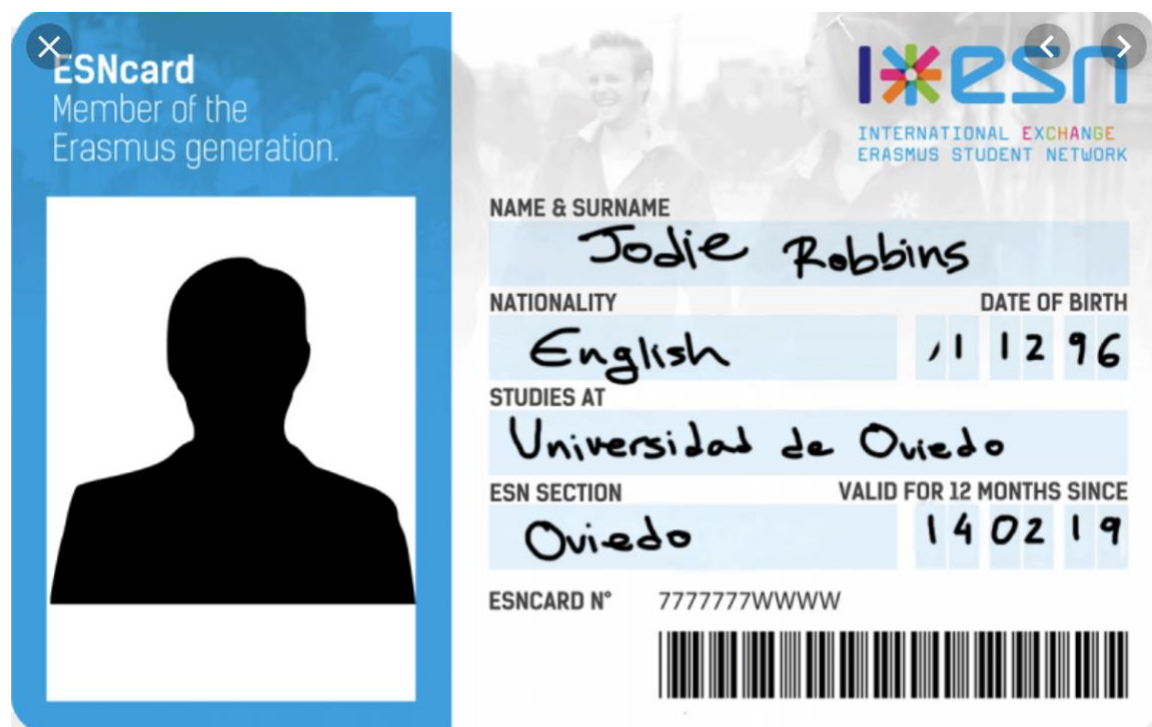 ESNcard
Member of the
Erasmus generation.
esn
INTERNATIONAL EXCHANGE
ERASMUS STUDENT NETWORK
NAME & SURNAME
Jodie Robbins
NATIONALITY DATE OF BIRTH
English 11 12 96
STUDIES AT
Universidad de Oviedo
ESN SECTION VALID FOR 12 MONTHS SINCE
Oviedo 14 02 19
ESNCARD N° 7777777WWWW